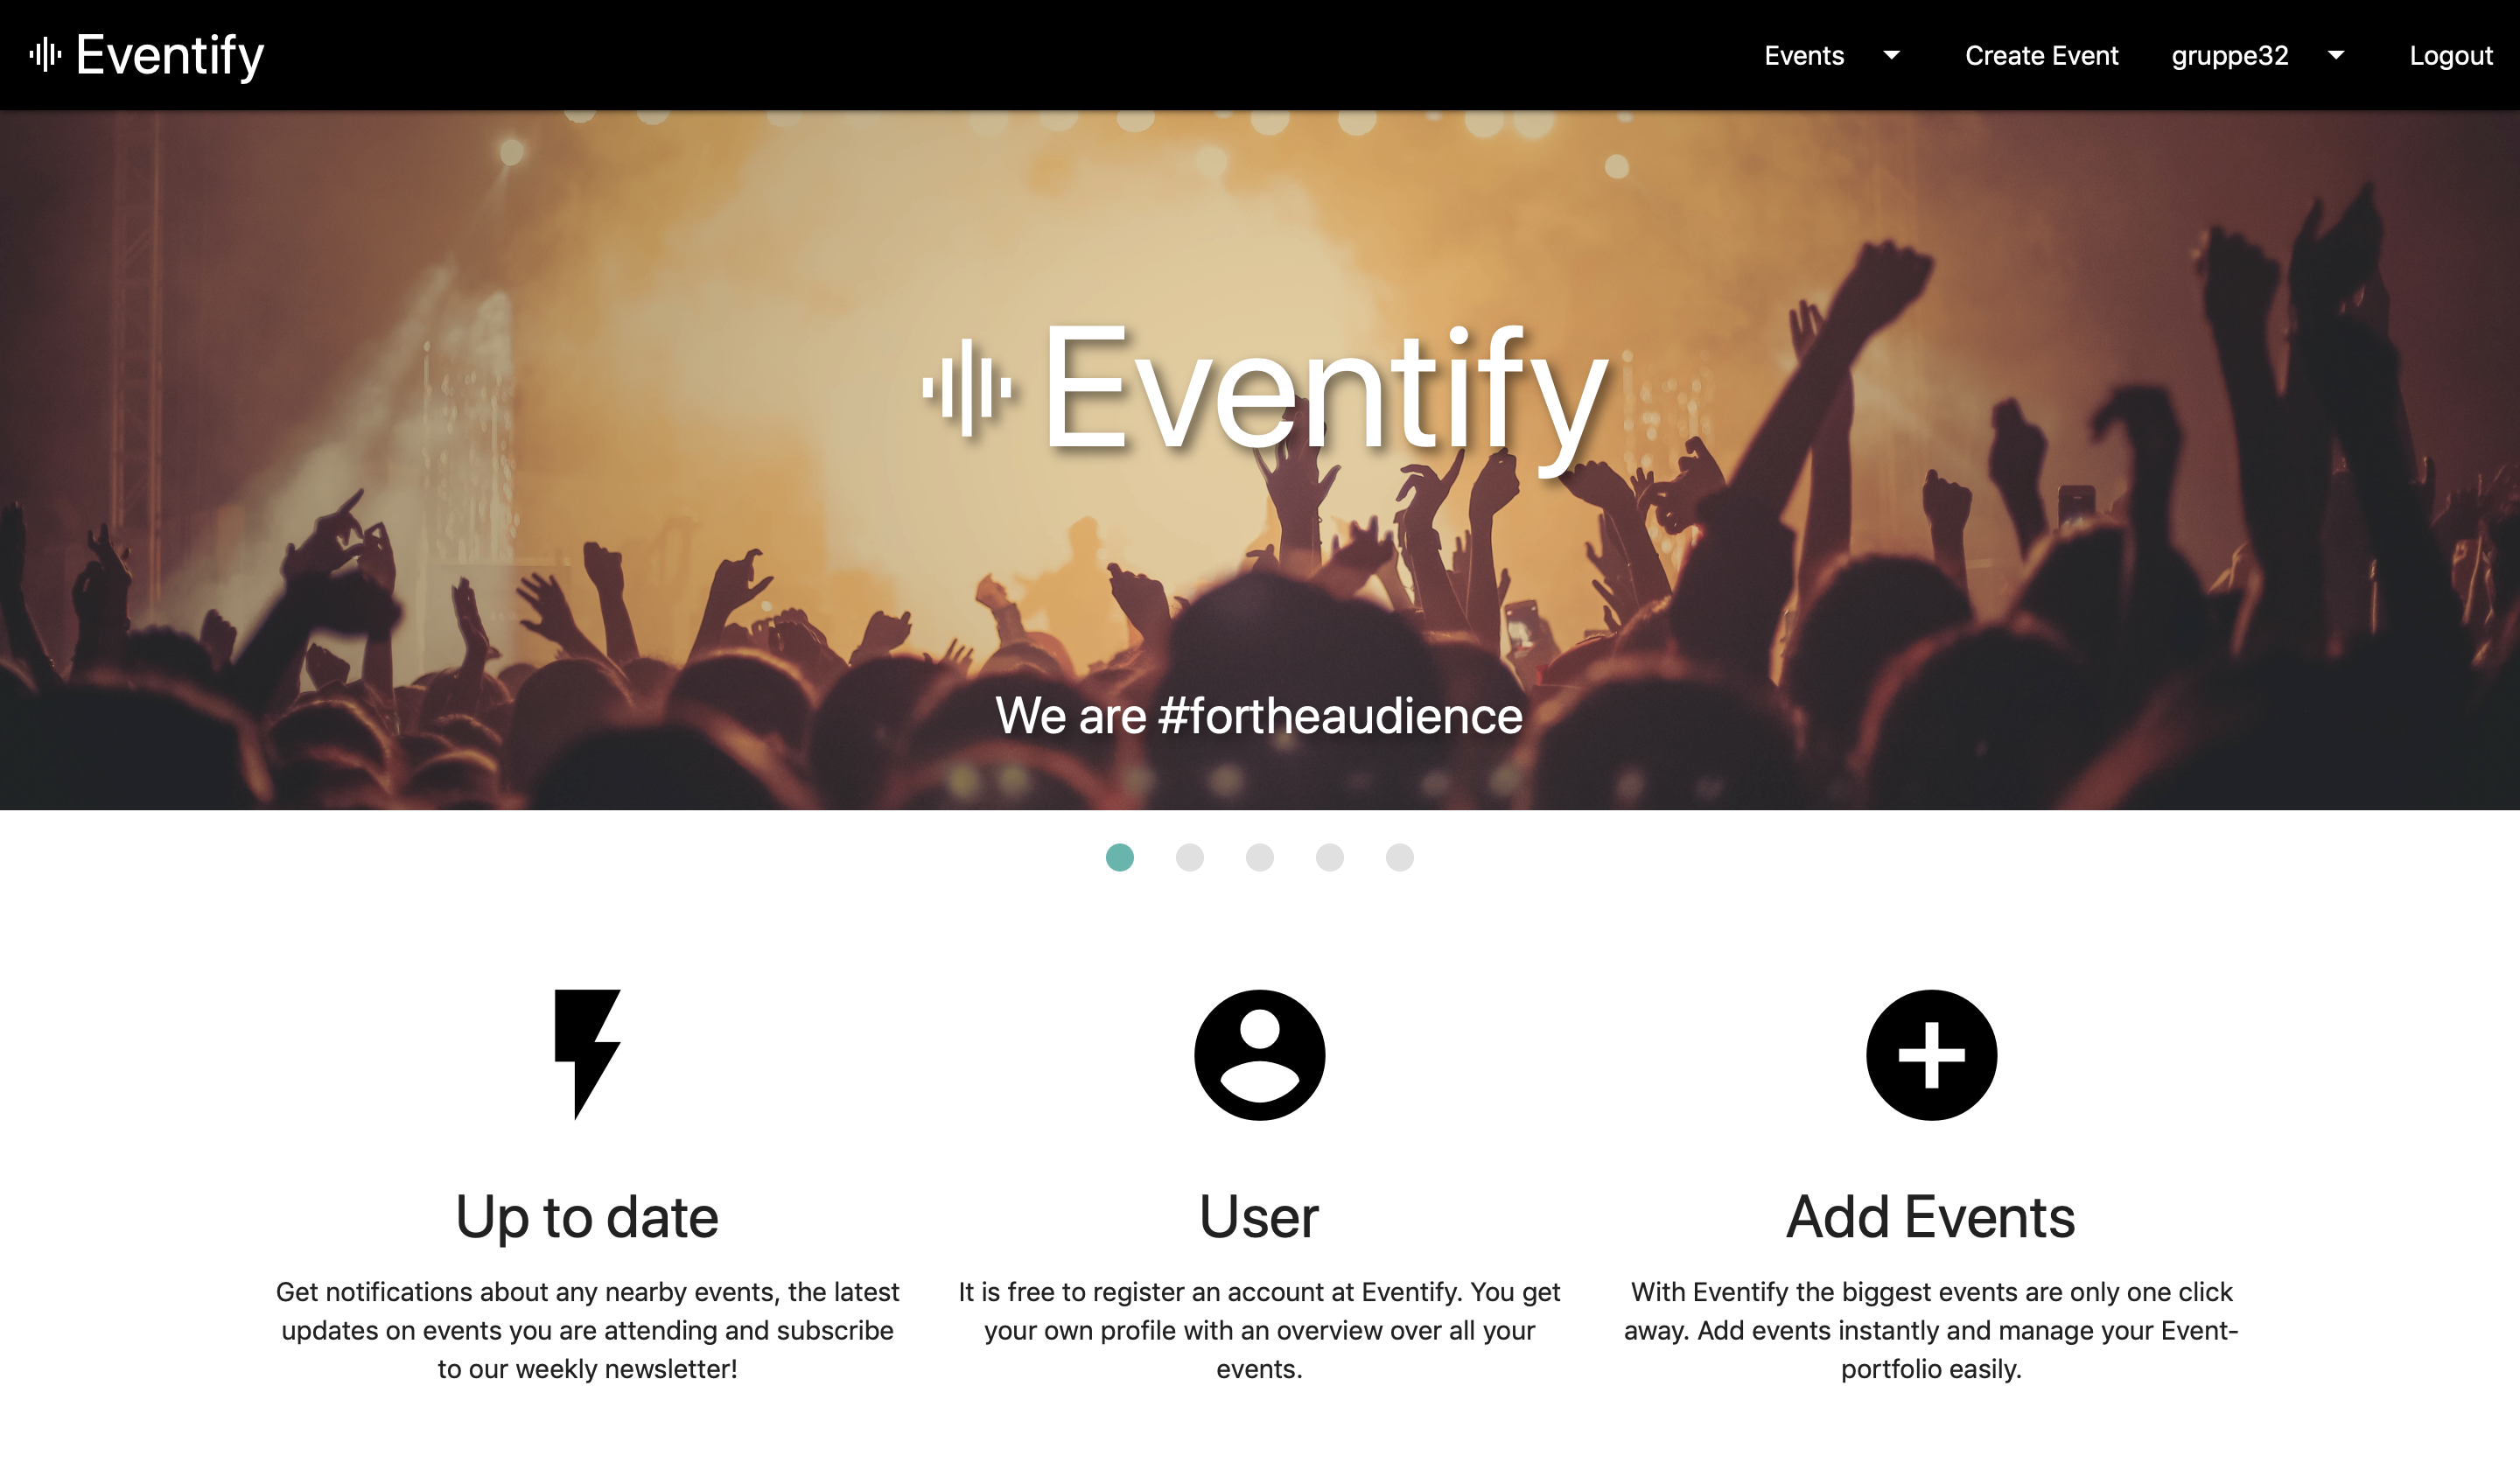 Eventify
Events Create Event gruppe32 Logout
Eventify
We are #fortheaudience
Up to date
Get notifications about any nearby events, the latest
updates on events you are attending and subscribe
to our weekly newsletter!
User
It is free to register an account at Eventify. You get
your own profile with an overview over all your
events.
Add Events
With Eventify the biggest events are only one click
away. Add events instantly and manage your Event-
portfolio easily.